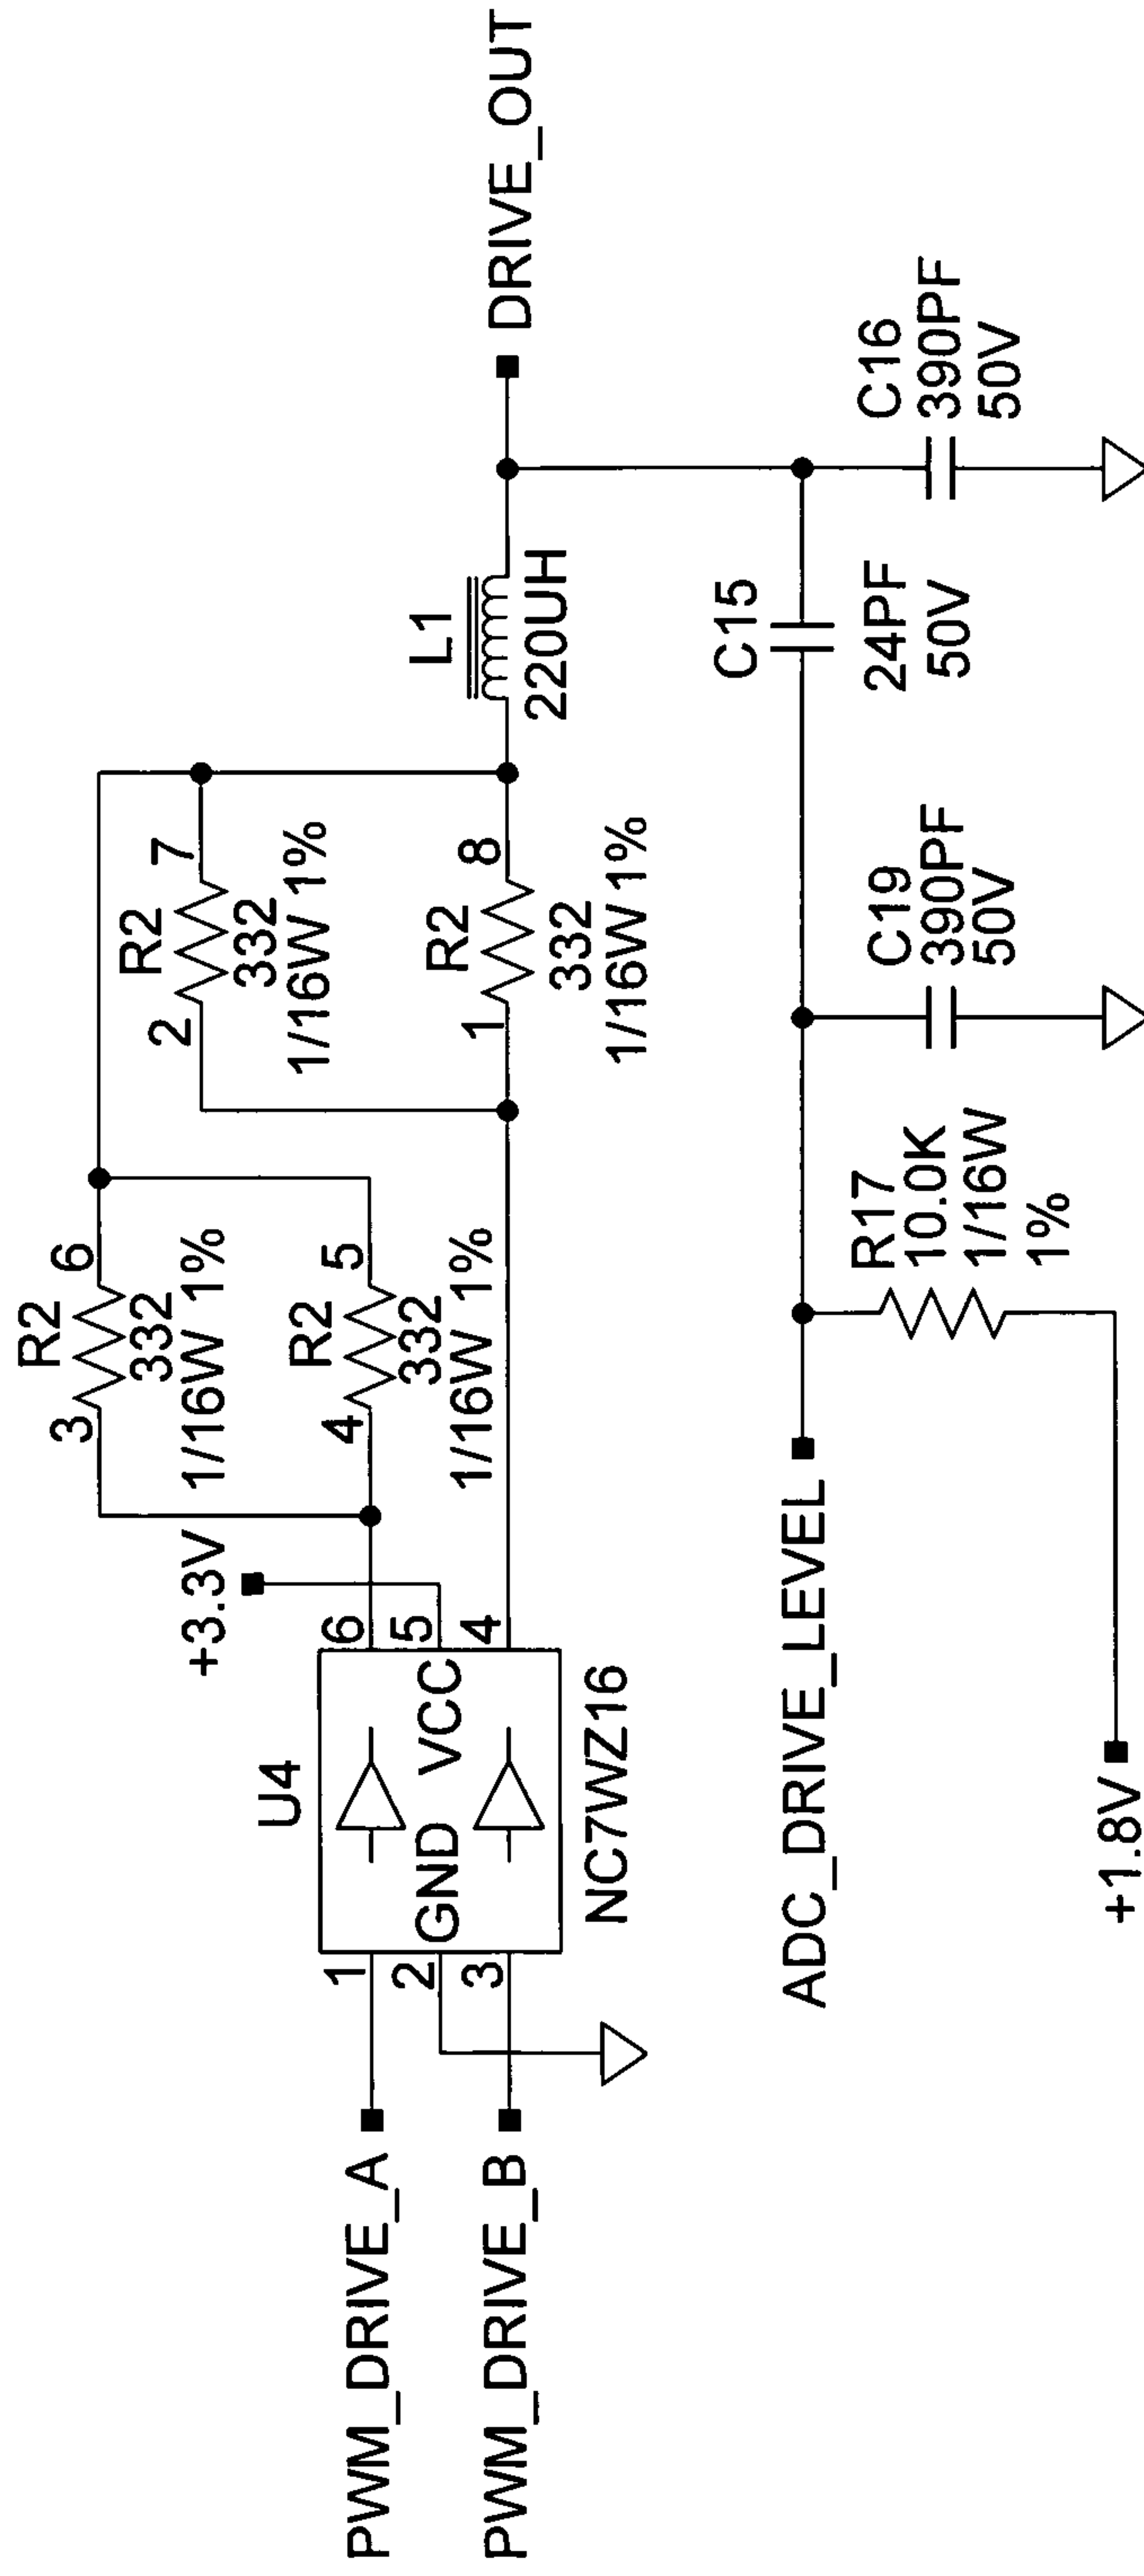 R2
3
6
332
1/16W 1%
R2
4
5
332
1/16W 1%
R2
2
7
332
1/16W 1%
R2
1
8
332
1/16W 1%
+3.3V
U4
1
2
3
GND
VCC
6
5
4
NC7WZ16
PWM_DRIVE_A
PWM_DRIVE_B
L1
220UH
DRIVE_OUT
C15
24PF
50V
ADC_DRIVE_LEVEL
R17
10.0K
1/16W
1%
C19
390PF
50V
C16
390PF
50V
+1.8V